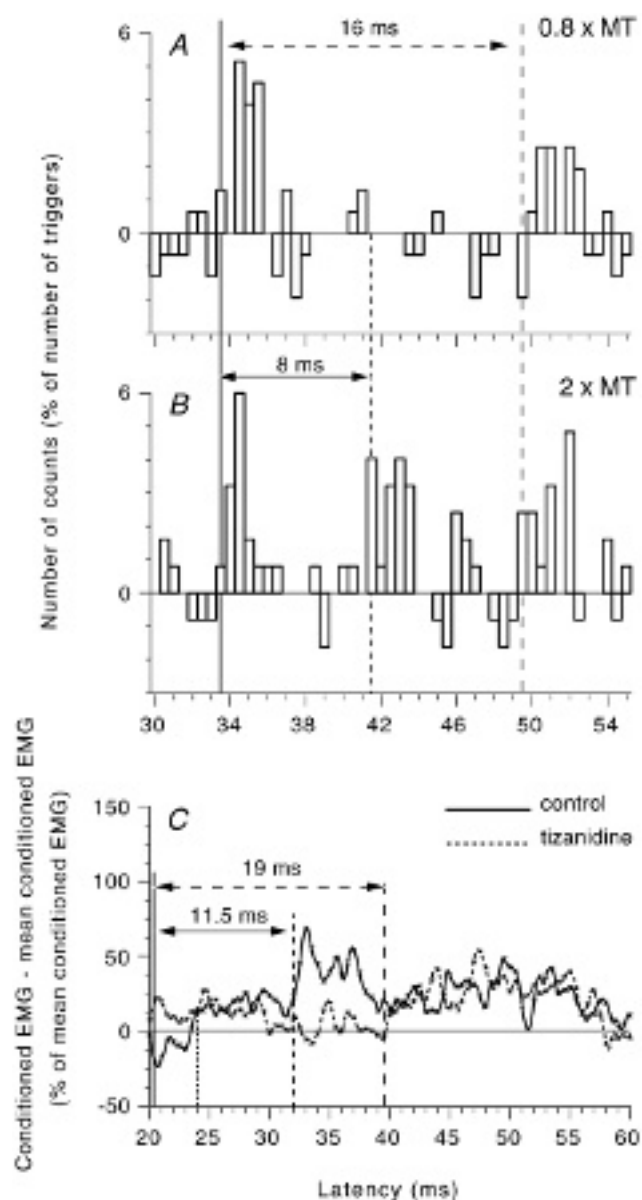 6
A
16 ms
0.8 x MT
0
Number of counts (% of number of triggers)
8 ms
6
B
2 x MT
0
30 34 38 42 46 50 54
Conditioned EMG - mean conditioned EMG
(% of mean conditioned EMG)
150
C
control
tizanidine
100
19 ms
11.5 ms
50
0
-50
20 25 30 35 40 45 50 55 60
Latency (ms)